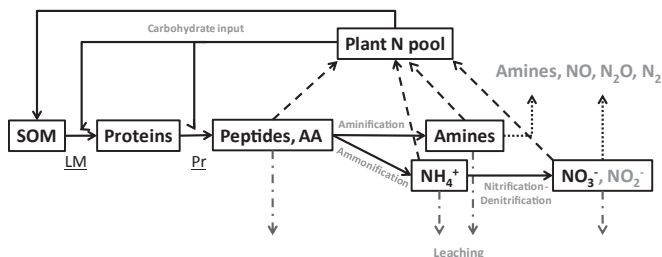 Carbohydrate input
Plant N pool
Amines, NO, N₂O, N₂
SOM
Proteins
Peptides, AA
Aminification
Amines
LM
Pr
Ammonification
NH₄⁺
Nitrification-
Denitrification
NO₃⁻, NO₂⁻
Leaching